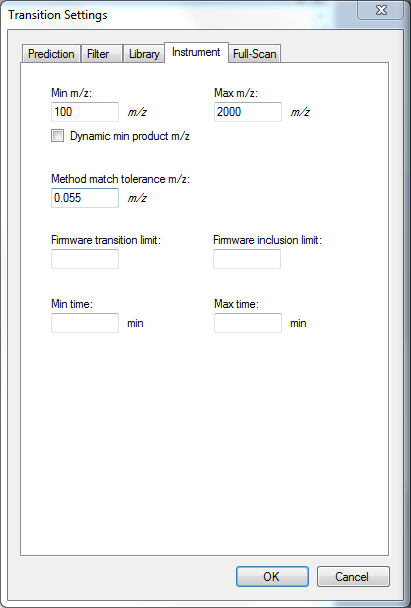 Transition Settings
Prediction Filter Library Instrument Full-Scan
Min m/z: Max m/z:
100 m/z 2000 m/z
Dynamic min product m/z
Method match tolerance m/z:
0.055 m/z
Firmware transition limit: Firmware inclusion limit:
Min time: Max time:
min min
OK Cancel